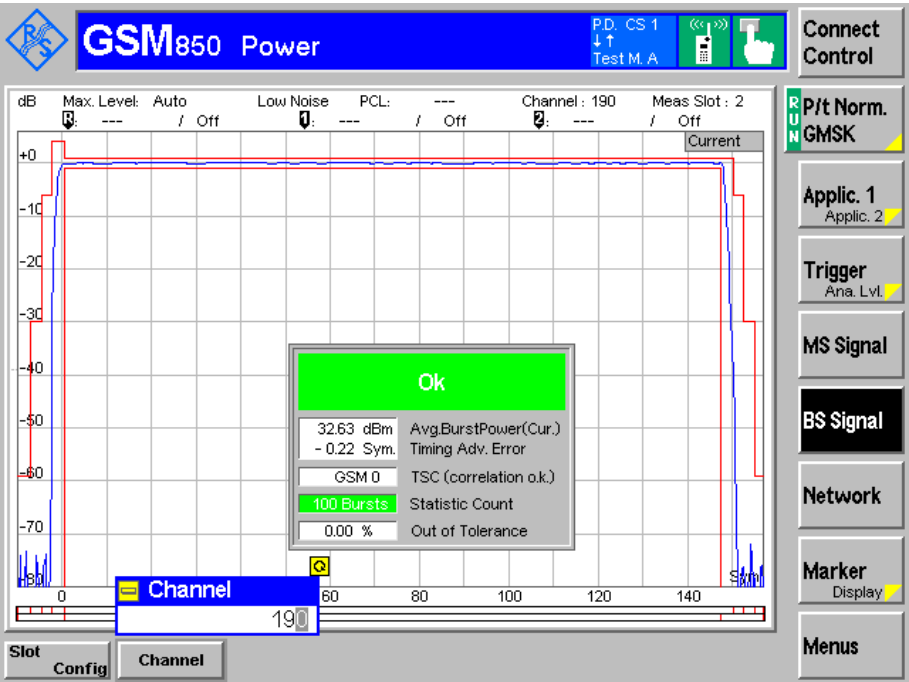 R&S
GSM850 Power
P.D. CS 1
↓↑
Test M. A
Connect
Control
dB Max. Level: Auto Low Noise PCL: --- Channel : 190 Meas Slot : 2
R: --- / Off 1: --- / Off 2: --- / Off
Current
RUN
P/t Norm.
GMSK
+0
-10
-20
-30
-40
-50
-60
-70
-80
Applic. 1
Applic. 2
Trigger
Ana. Lvl.
MS Signal
BS Signal
Network
Marker
Display
Menus
Ok
32.63 dBm Avg.BurstPower(Cur.)
- 0.22 Sym. Timing Adv. Error
GSM 0 TSC (correlation o.k.)
100 Bursts Statistic Count
0.00 % Out of Tolerance
Sym
0 60 80 100 120 140
Channel
190
Slot
Config
Channel